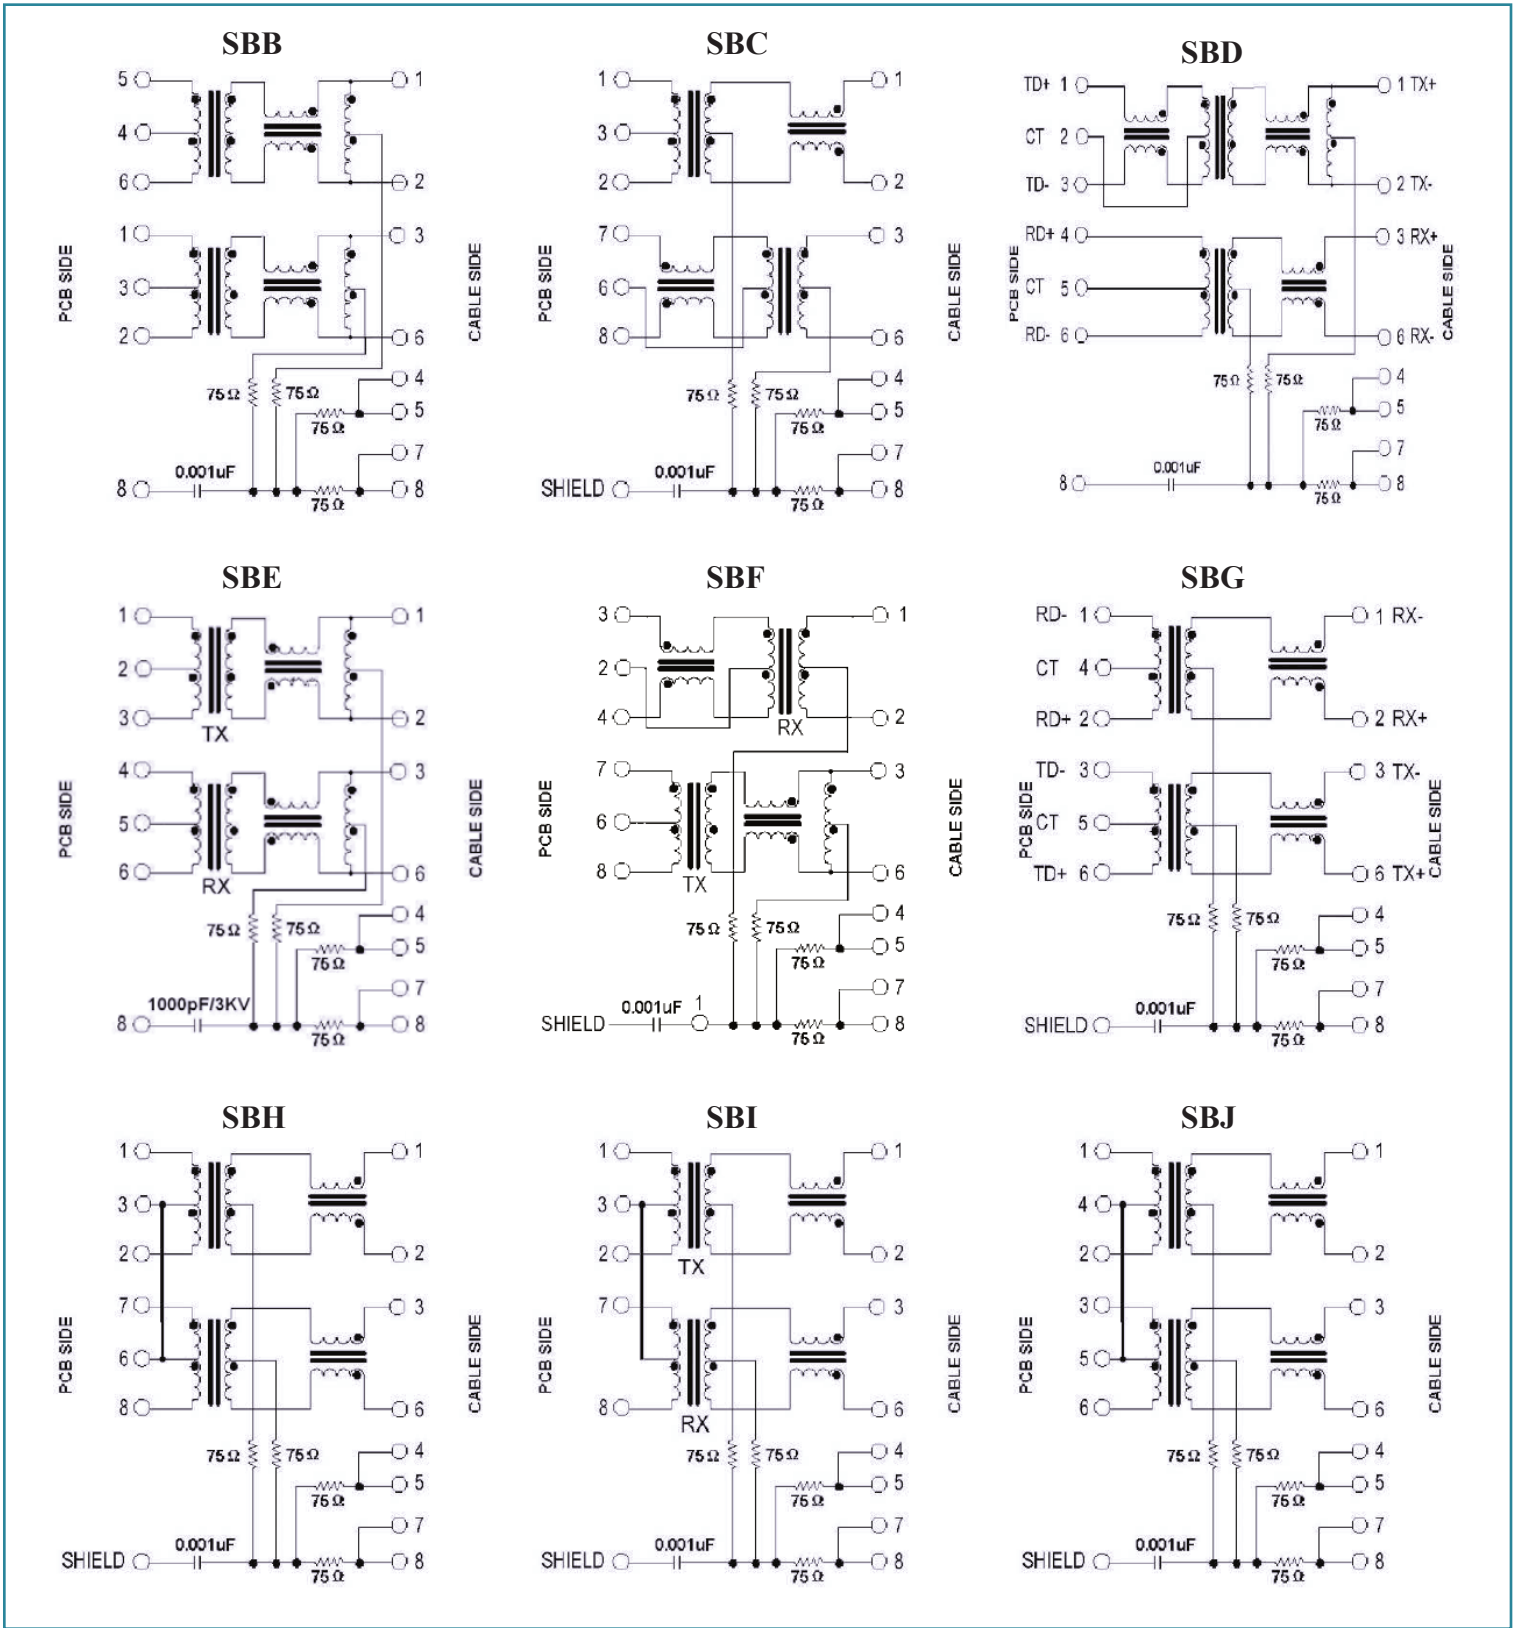 SBB
5 1
4
6 2
1 3
3
2 6
PCB SIDE
CABLE SIDE
75Ω 75Ω
4
5
75Ω
7
0.001uF
8 8
75Ω
SBC
1 1
3
2 2
7 3
6
8 6
PCB SIDE
CABLE SIDE
75Ω 75Ω
4
5
75Ω
7
0.001uF
SHIELD 8
75Ω
SBD
TD+ 1 1 TX+
CT 2
TD- 3 2 TX-
RD+ 4 3 RX+
CT 5
RD- 6 6 RX-
PCB SIDE
CABLE SIDE
75Ω 75Ω
4
5
75Ω
7
0.001uF
8 8
75Ω
SBE
1 1
2
3 2
TX
4 3
5
6 6
RX
PCB SIDE
CABLE SIDE
75Ω 75Ω
4
5
75Ω
7
1000pF/3KV
8 8
75Ω
SBF
3 1
2
4 2
RX
7 3
6
8 6
TX
PCB SIDE
CABLE SIDE
75Ω 75Ω
4
5
75Ω
7
0.001uF 1
SHIELD 8
75Ω
SBG
RD- 1 1 RX-
CT 4
RD+ 2 2 RX+
TD- 3 3 TX-
CT 5
TD+ 6 6 TX+
PCB SIDE
CABLE SIDE
75Ω 75Ω
4
5
75Ω
7
0.001uF
SHIELD 8
75Ω
SBH
1 1
3
2 2
7 3
6
8 6
PCB SIDE
CABLE SIDE
75Ω 75Ω
4
5
75Ω
7
0.001uF
SHIELD 8
75Ω
SBI
1 1
3
2 2
TX
7 3
8 6
RX
PCB SIDE
CABLE SIDE
75Ω 75Ω
4
5
75Ω
7
0.001uF
SHIELD 8
75Ω
SBJ
1 1
4
2 2
3 3
5
6 6
PCB SIDE
CABLE SIDE
75Ω 75Ω
4
5
75Ω
7
0.001uF
SHIELD 8
75Ω